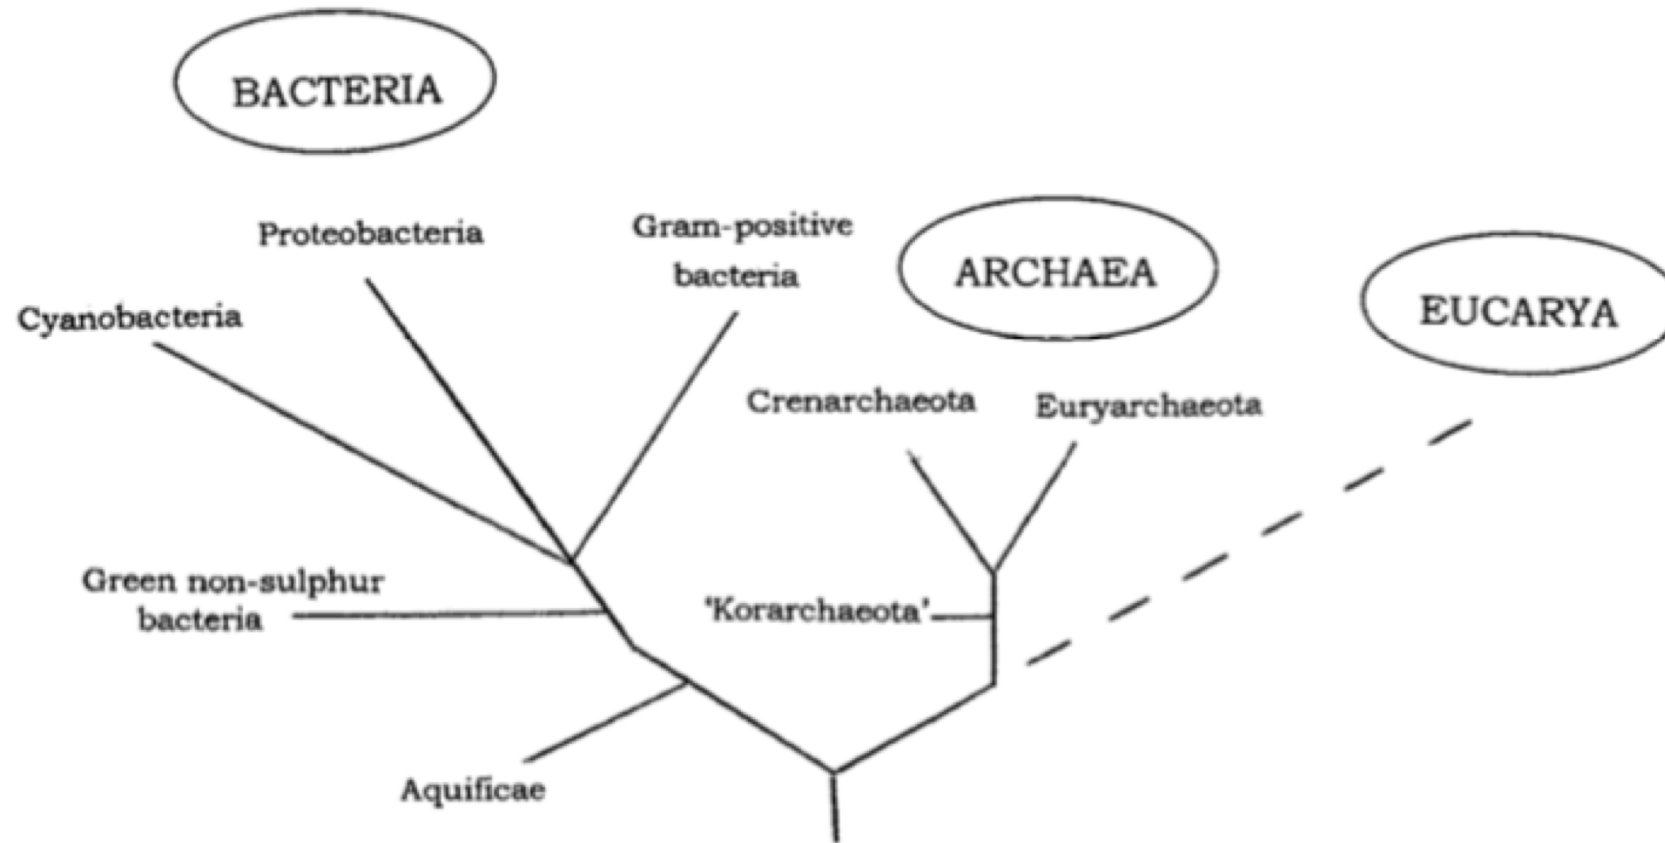 BACTERIA
Proteobacteria
Gram-positive
bacteria
Cyanobacteria
ARCHAEA
EUCARYA
Crenarchaeota
Euryarchaeota
Green non-sulphur
bacteria
'Korarchaeota'
Aquificae